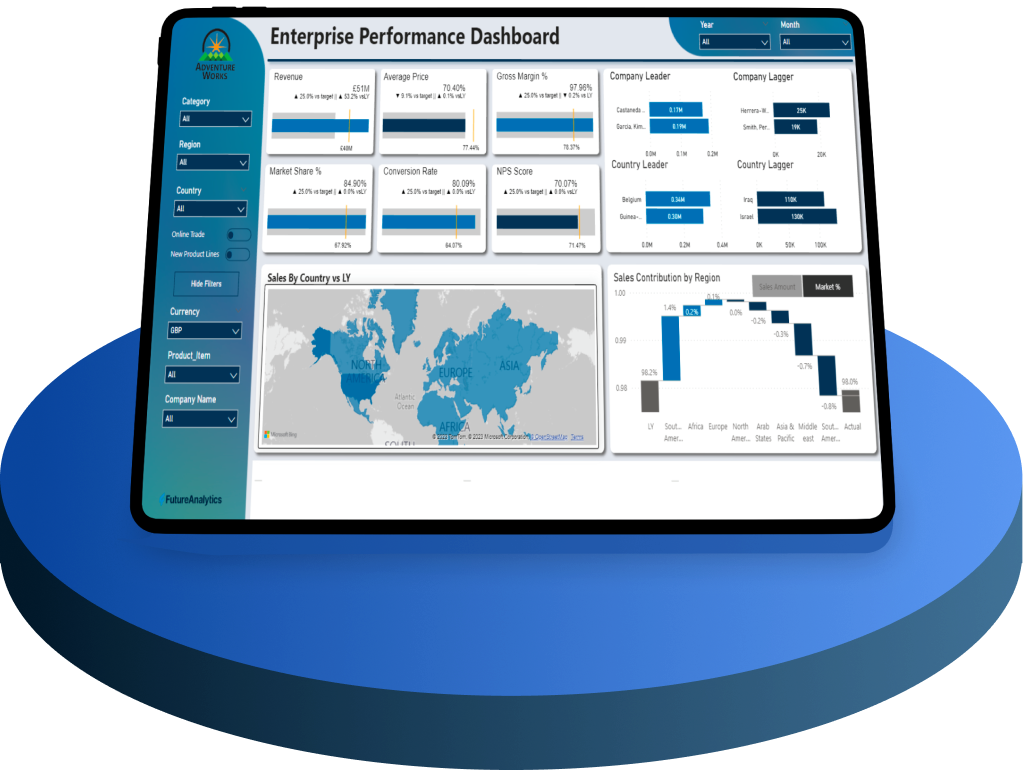 Enterprise Performance Dashboard
Year
Month
All
All
ADVENTURE
WORKS
Category
All
Region
All
Country
All
Online Trade
New Product Lines
Hide Filters
Currency
GBP
Product_Item
All
Company Name
All
FutureAnalytics
Revenue
£51M
▲ 25.0% vs target || ▲ 53.2% vsLY
£40M
Average Price
70.40%
▼ 9.1% vs target || ▲ 0.1% vsLY
77.44%
Gross Margin %
97.96%
▲ 25.0% vs target || ▼ 0.2% vs LY
78.37%
Market Share %
84.90%
▲ 25.0% vs target || ▲ 0.0% vsLY
67.92%
Conversion Rate
80.09%
▲ 25.0% vs target || ▲ 0.0% vsLY
64.07%
NPS Score
70.07%
▲ 25.0% vs target || ▲ 0.0% vsLY
71.47%
Company Leader
Castaneda...
0.17M
Garcia, Kim...
0.19M
0.0M 0.1M 0.2M
Company Lagger
Herrera-W...
25K
Smith, Per...
19K
0K 20K
Country Leader
Belgium
0.34M
Guinea-...
0.30M
0.0M 0.2M 0.4M
Country Lagger
Iraq
110K
Israel
130K
0K 50K 100K
Sales By Country vs LY
NORTH
AMERICA
EUROPE
ASIA
Atlantic
Ocean
AFRICA
SOUTH
Microsoft Bing
© 2023 TomTom, © 2023 Microsoft Corporation, © OpenStreetMap Terms
Sales Contribution by Region
Sales Amount
Market %
1.00
0.99
0.98
98.2%
1.4%
0.2%
0.1%
0.0%
-0.2%
-0.3%
-0.7%
-0.8%
98.0%
LY
Sout...
Amer...
Africa
Europe
North
Amer...
Arab
States
Asia &
Pacific
Middle
east
Sout...
Amer...
Actual